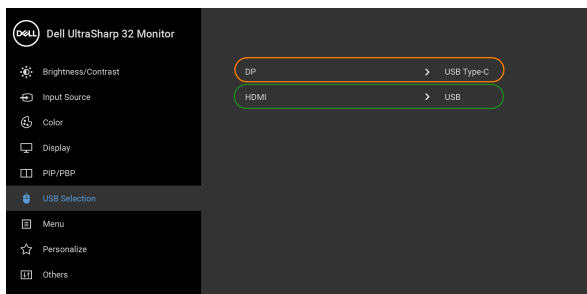 DELL Dell UltraSharp 32 Monitor
Brightness/Contrast
DP USB Type-C
Input Source
HDMI USB
Color
Display
PIP/PBP
USB Selection
Menu
Personalize
Others